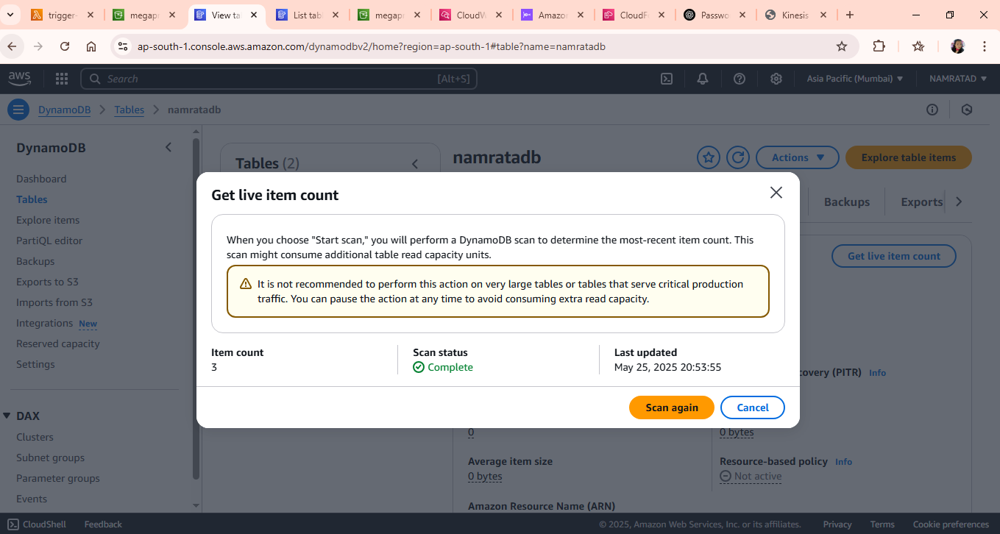 trigger-
megapr
View ta
List tab
megapr
CloudW
Amazon
CloudF
Passwo
Kinesis
ap-south-1.console.aws.amazon.com/dynamodbv2/home?region=ap-south-1#table?name=namratadb
aws
Search
[Alt+S]
Asia Pacific (Mumbai)
NAMRATAD
DynamoDB
Tables
namratadb
DynamoDB
Dashboard
Tables
Explore items
PartiQL editor
Backups
Exports to S3
Imports from S3
Integrations New
Reserved capacity
Settings
DAX
Clusters
Subnet groups
Parameter groups
Events
Tables (2)
namratadb
Actions
Explore table items
Backups
Exports
Get live item count
Get live item count
When you choose "Start scan," you will perform a DynamoDB scan to determine the most-recent item count. This
scan might consume additional table read capacity units.
It is not recommended to perform this action on very large tables or tables that serve critical production
traffic. You can pause the action at any time to avoid consuming extra read capacity.
Item count
3
Scan status
Complete
Last updated
May 25, 2025 20:53:55
Scan again
Cancel
covery (PITR) Info
0
0 bytes
Average item size
0 bytes
Resource-based policy Info
Not active
Amazon Resource Name (ARN)
CloudShell
Feedback
© 2025, Amazon Web Services, Inc. or its affiliates.
Privacy
Terms
Cookie preferences